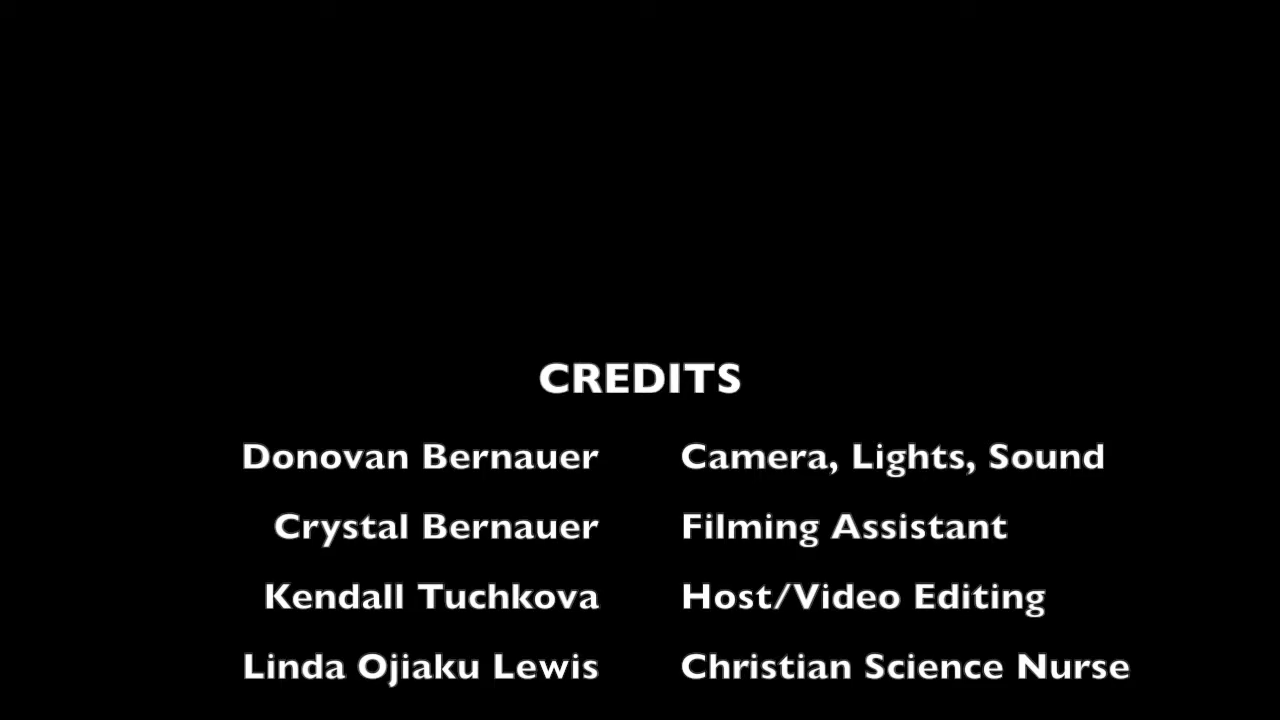 CREDITS
Donovan Bernauer Camera, Lights, Sound
Crystal Bernauer Filming Assistant
Kendall Tuchkova Host/Video Editing
Linda Ojiaku Lewis Christian Science Nurse